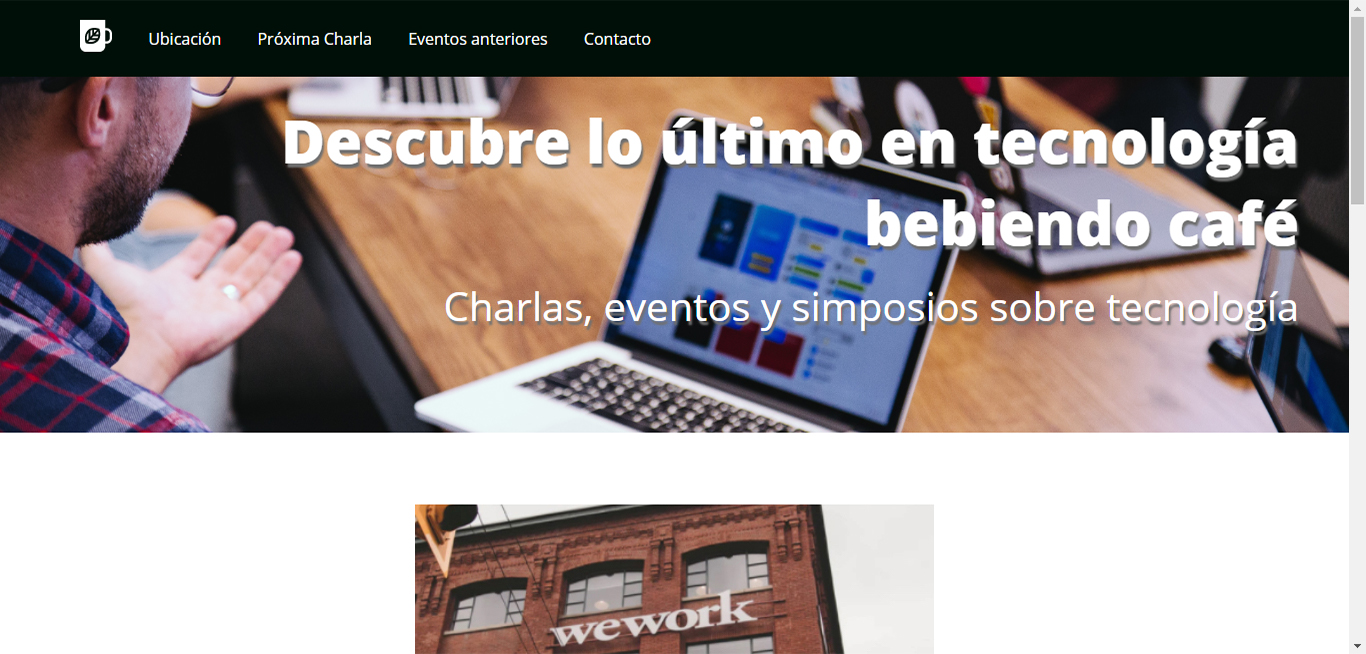 Ubicación Próxima Charla Eventos anteriores Contacto
Descubre lo último en tecnología
bebiendo café
Charlas, eventos y simposios sobre tecnología
wework